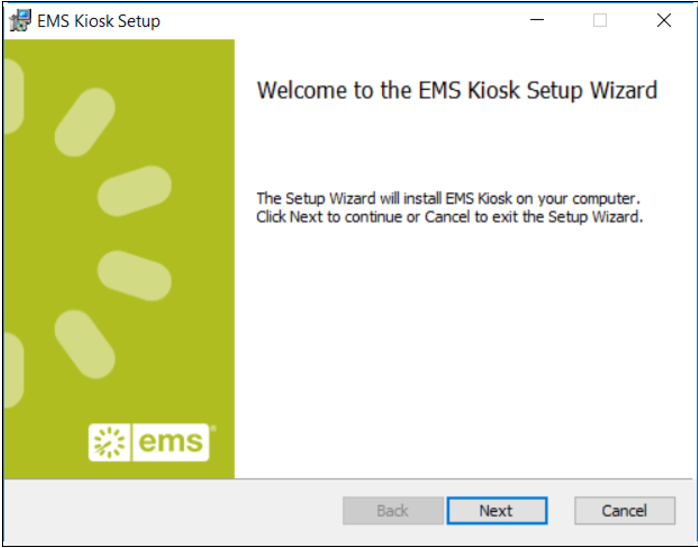 EMS Kiosk Setup
Welcome to the EMS Kiosk Setup Wizard
The Setup Wizard will install EMS Kiosk on your computer.
Click Next to continue or Cancel to exit the Setup Wizard.
ems
Back
Next
Cancel